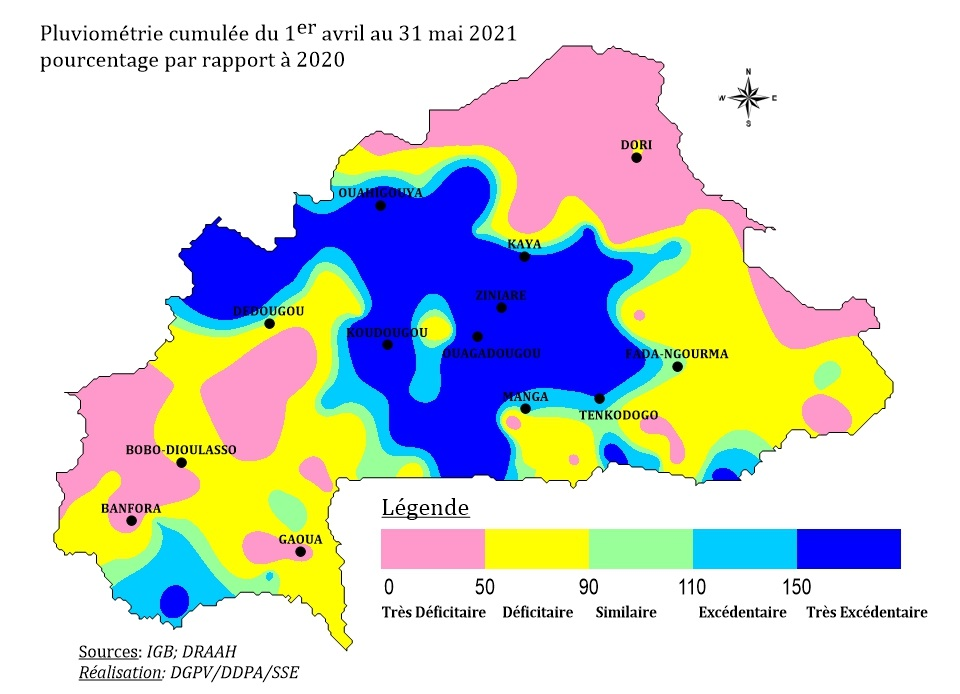 Pluviométrie cumulée du 1er avril au 31 mai 2021
pourcentage par rapport à 2020
N
W E
S
DORI
OUAHIGOUYA
KAYA
ZINIARE
DEDOUGOU
KOUDOUGOU
OUAGADOUGOU
FADA-NGOURMA
MANGA
TENKODOGO
BOBO-DIOULASSO
BANFORA
GAOUA
Légende
0 50 90 110 150
Très Déficitaire Déficitaire Similaire Excédentaire Très Excédentaire
Sources: IGB; DRAAH
Réalisation: DGPV/DDPA/SSE